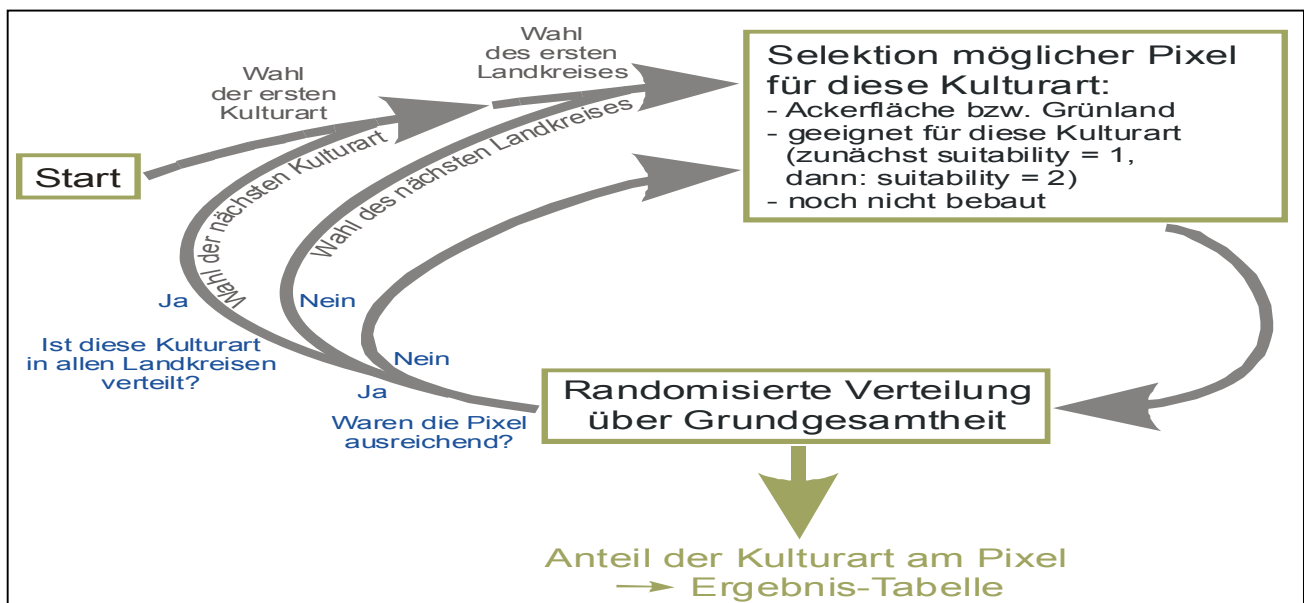 Start
Wahl
der ersten
Kulturart
Wahl
des ersten
Landkreises
Wahl der nächsten Kulturart
Wahl des nächsten Landkreises
Selektion möglicher Pixel
für diese Kulturart:
- Ackerfläche bzw. Grünland
- geeignet für diese Kulturart
(zunächst suitability = 1,
dann: suitability = 2)
- noch nicht bebaut
Randomisierte Verteilung
über Grundgesamtheit
Nein
Ja
Waren die Pixel
ausreichend?
Ja
Nein
Ist diese Kulturart
in allen Landkreisen
verteilt?
Anteil der Kulturart am Pixel
→ Ergebnis-Tabelle